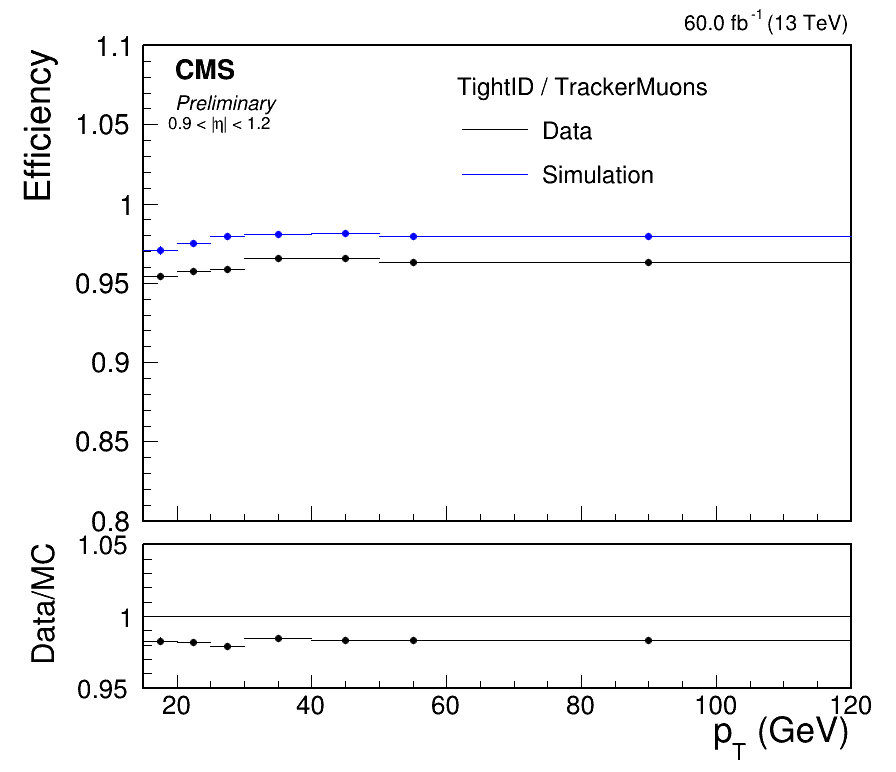 60.0 fb⁻¹ (13 TeV)
CMS
Preliminary
0.9 < |η| < 1.2
TightID / TrackerMuons
Data
Simulation
Efficiency
1.1
1.05
1
0.95
0.9
0.85
0.8
Data/MC
1.05
1
0.95
20 40 60 80 100 120
p_T (GeV)